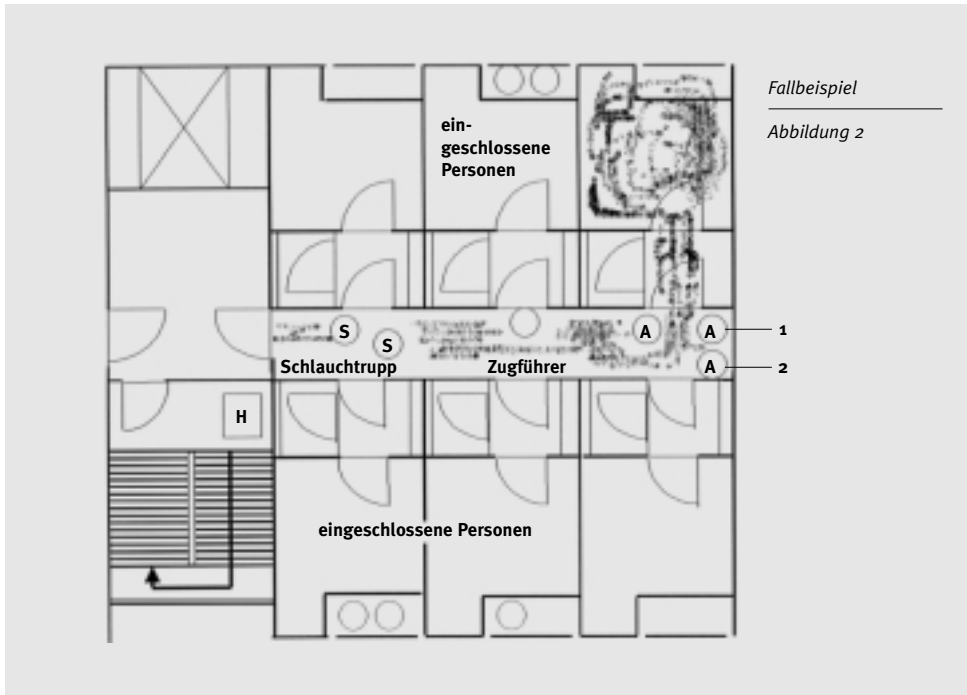 Fallbeispiel
Abbildung 2
ein-
geschlossene
Personen
S
S
A
A
1
A
2
Schlauchtrupp
Zugführer
H
eingeschlossene Personen